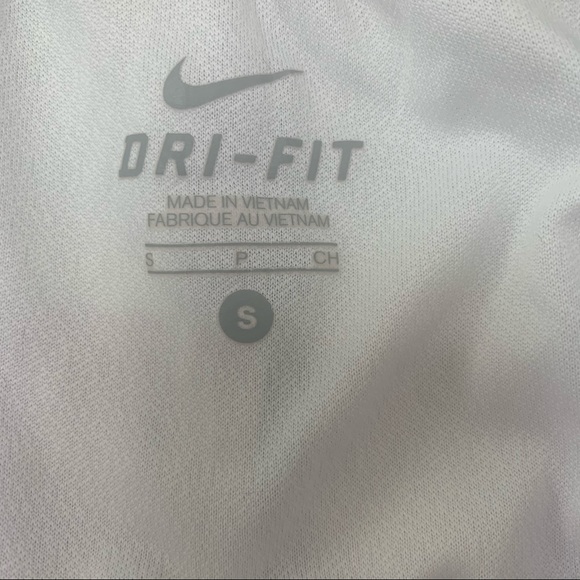 DRI-FIT
MADE IN VIETNAM
FABRIQUE AU VIETNAM
S P CH
S